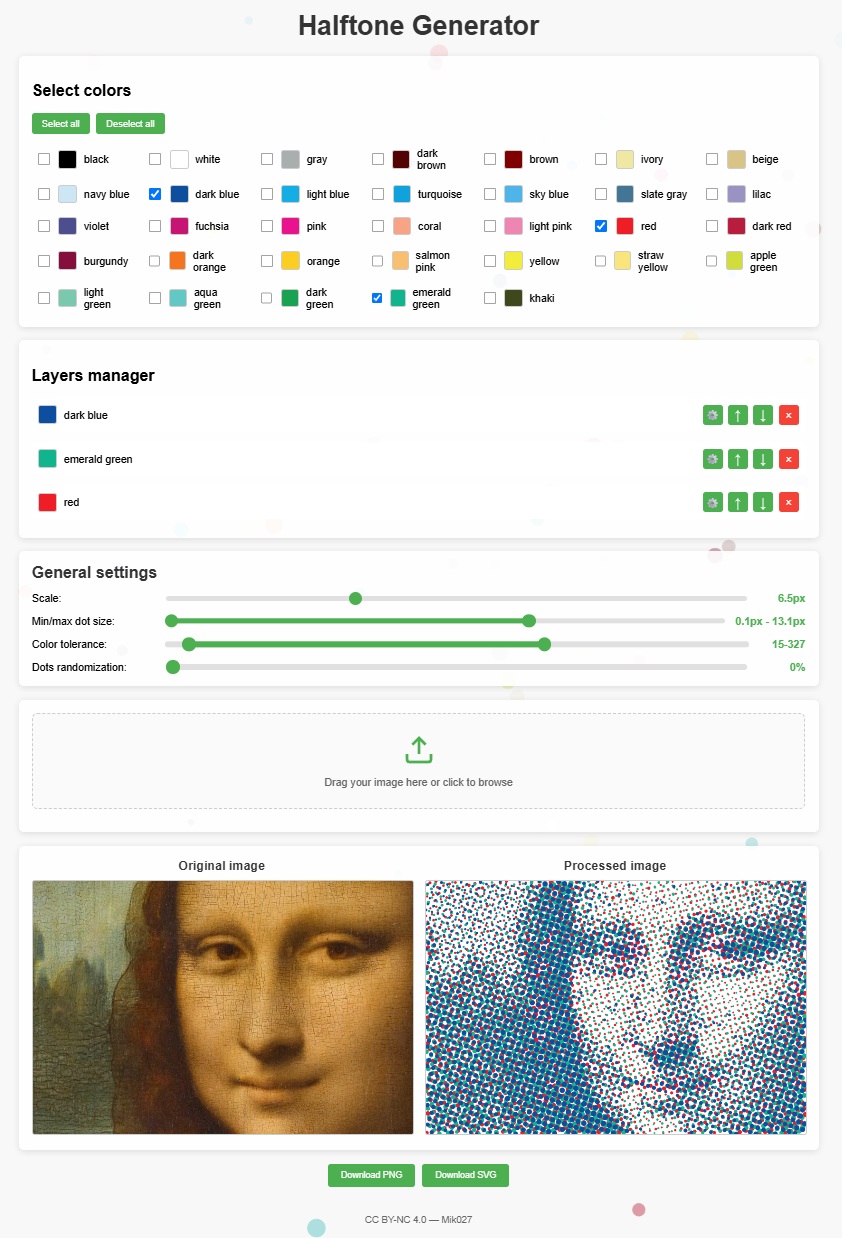 Halftone Generator
Select colors
Select all Deselect all
black white gray dark brown brown ivory beige
navy blue dark blue light blue turquoise sky blue slate gray lilac
violet fuchsia pink coral light pink red dark red
burgundy dark orange orange salmon pink yellow straw yellow apple green
light green aqua green dark green emerald green khaki
Layers manager
dark blue ↑ ↓ ×
emerald green ↑ ↓ ×
red ↑ ↓ ×
General settings
Scale: 6.5px
Min/max dot size: 0.1px - 13.1px
Color tolerance: 15-327
Dots randomization: 0%
Drag your image here or click to browse
Original image Processed image
Download PNG Download SVG
CC BY-NC 4.0 — Mik027